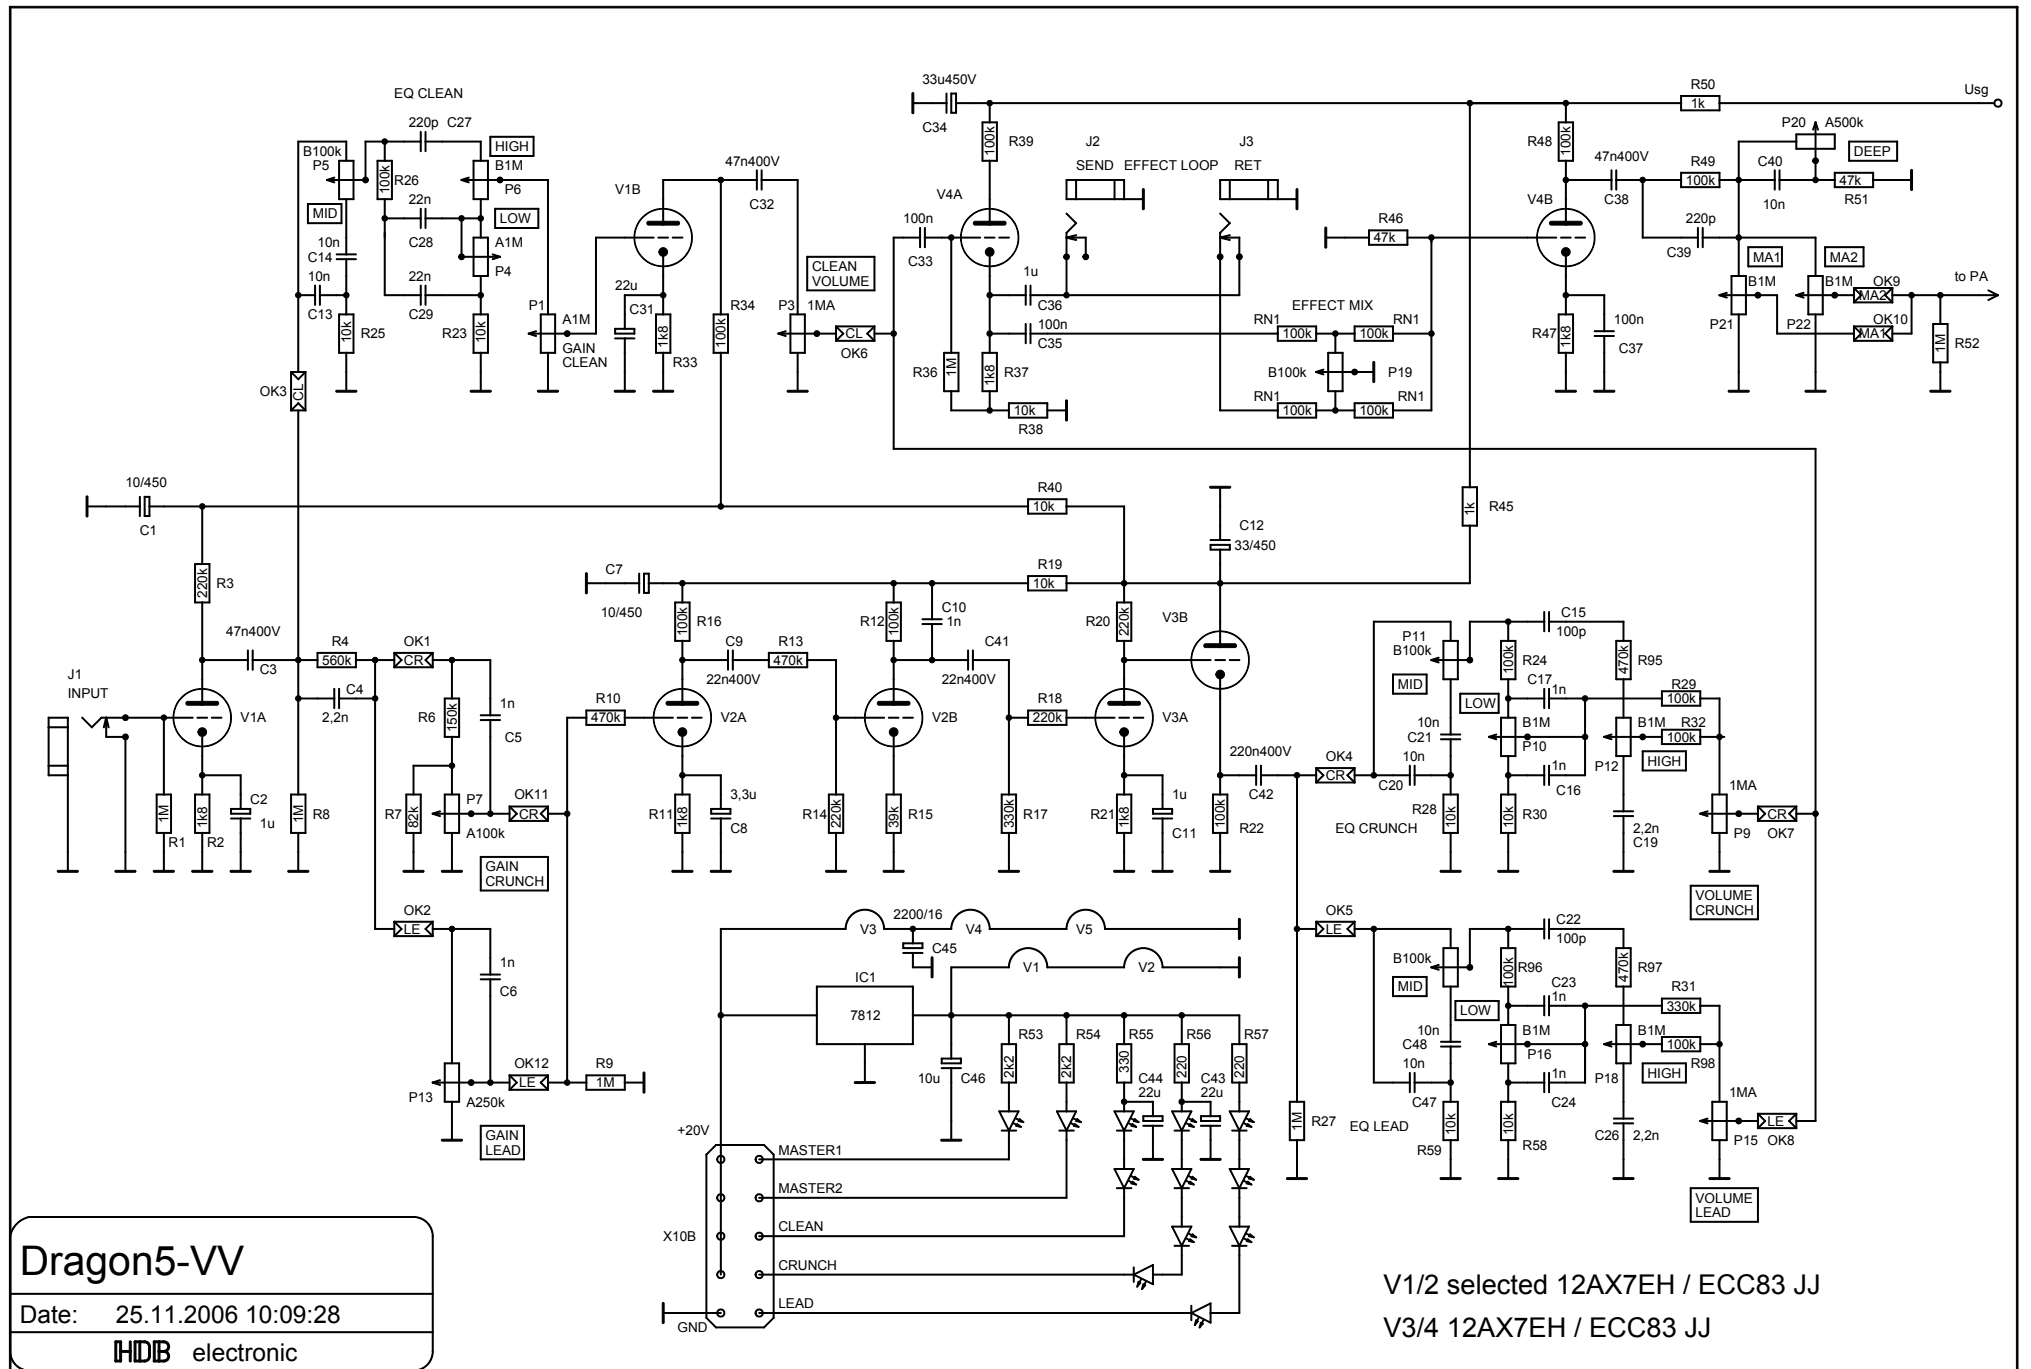 33u450V
C34
R50
1k
Usg
EQ CLEAN
220p C27
HIGH
B100k
P5
100k
R26
B1M
P6
MID
22n
C28
LOW
A1M
P4
10n
C14
10n
C13
22n
C29
10k
R25
R23
10k
OK3
CL
P1
A1M
GAIN
CLEAN
V1B
22u
C31
1k8
R33
47n400V
C32
R34
100k
P3
1MA
CLEAN
VOLUME
CL
OK6
100k
R39
V4A
100n
C33
R36
1M
1k8
R37
10k
R38
J2
SEND
EFFECT LOOP
J3
RET
1u
C36
100n
C35
EFFECT MIX
RN1
100k
100k
RN1
B100k
P19
RN1
100k
100k
RN1
R46
47k
R48
100k
V4B
47n400V
C38
R47
1k8
100n
C37
R49
100k
220p
C39
P20
A500k
DEEP
C40
10n
47k
R51
MA1
B1M
P21
MA2
B1M
P22
OK9
MA2
OK10
MA1
to PA
1M
R52
10/450
C1
R40
10k
1k
R45
C12
33/450
C7
10/450
R19
10k
220k
R3
47n400V
C3
R4
560k
OK1
CR
C4
2,2n
J1
INPUT
V1A
1M
R1
1k8
R2
C2
1u
1M
R8
R6
150k
1n
C5
R7
82k
P7
A100k
OK11
CR
GAIN
CRUNCH
OK2
LE
1n
C6
P13
A250k
OK12
LE
GAIN
LEAD
R9
1M
R10
470k
100k
R16
C9
22n400V
R13
470k
V2A
R11
1k8
3,3u
C8
R12
100k
C10
1n
C41
22n400V
V2B
R14
220k
39k
R15
330k
R17
R18
220k
R20
220k
V3B
V3A
R21
1k8
1u
C11
100k
R22
220n400V
C42
OK4
CR
P11
B100k
MID
100k
R24
C15
100p
470k
R95
C17
1n
LOW
B1M
P10
10n
C21
10n
C20
1n
C16
R28
10k
10k
R30
EQ CRUNCH
R29
100k
B1M
P12
R32
100k
HIGH
2,2n
C19
1MA
P9
CR
OK7
VOLUME
CRUNCH
OK5
LE
B100k
MID
100k
R96
C22
100p
470k
R97
C23
1n
LOW
B1M
P16
10n
C48
10n
C47
1n
C24
EQ LEAD
R59
10k
10k
R58
R31
330k
B1M
P18
100k
R98
HIGH
C26
2,2n
1MA
P15
LE
OK8
VOLUME
LEAD
1M
R27
V3
2200/16
C45
V4
V5
V1
V2
IC1
7812
10u
C46
R53
2k2
R54
2k2
R55
330
R56
220
R57
220
C44
22u
C43
22u
+20V
MASTER1
MASTER2
X10B
CLEAN
CRUNCH
LEAD
GND
Dragon5-VV
Date: 25.11.2006 10:09:28
HDB electronic
V1/2 selected 12AX7EH / ECC83 JJ
V3/4 12AX7EH / ECC83 JJ